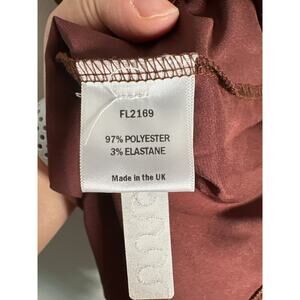 FL2169
97% POLYESTER
3% ELASTANE
Made in the UK